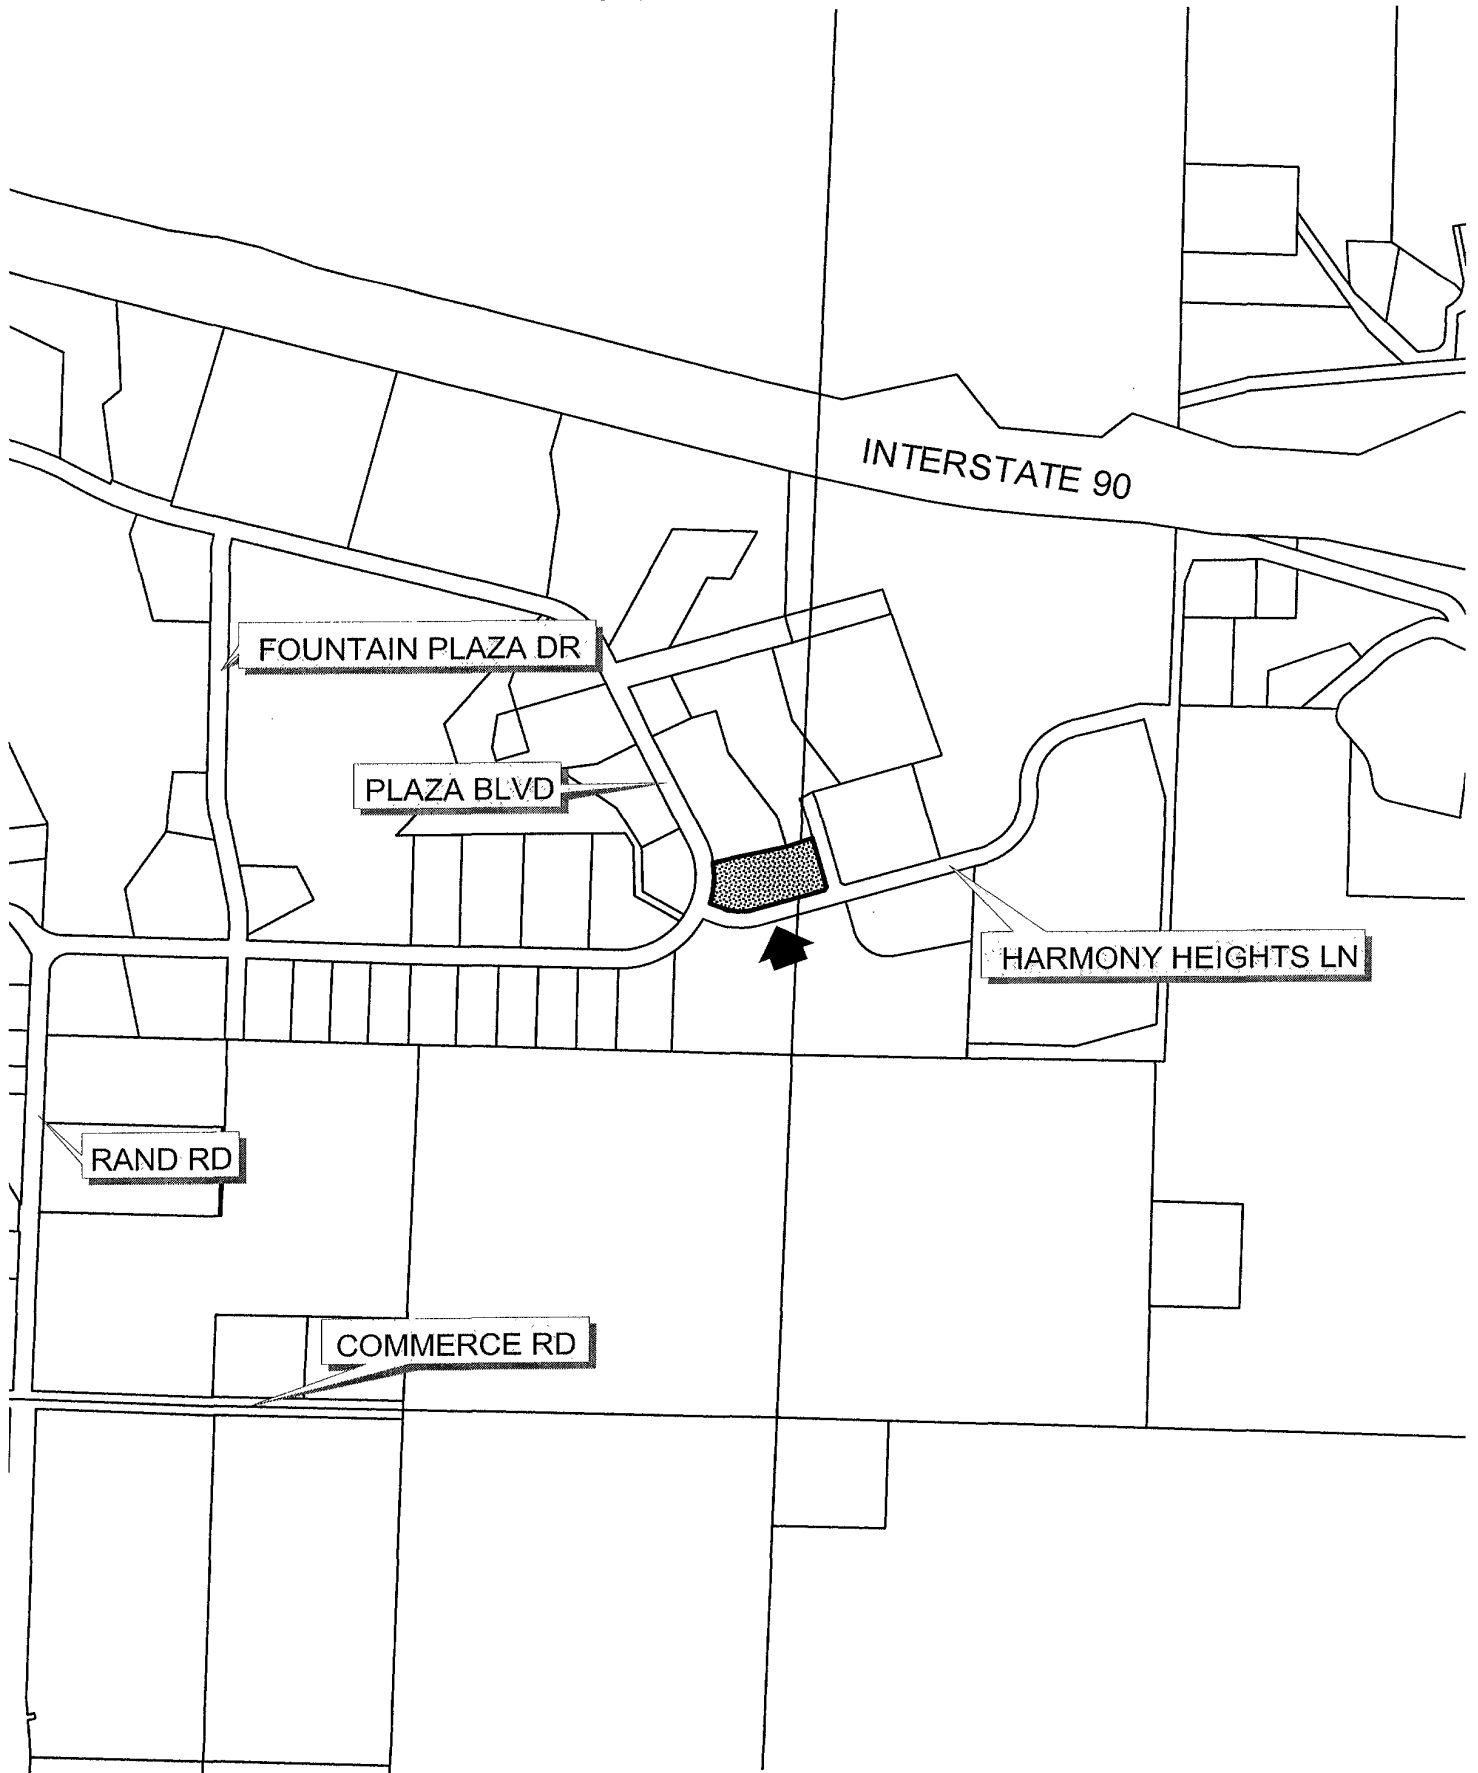 INTERSTATE 90
FOUNTAIN PLAZA DR
PLAZA BLVD
HARMONY HEIGHTS LN
RAND RD
COMMERCE RD